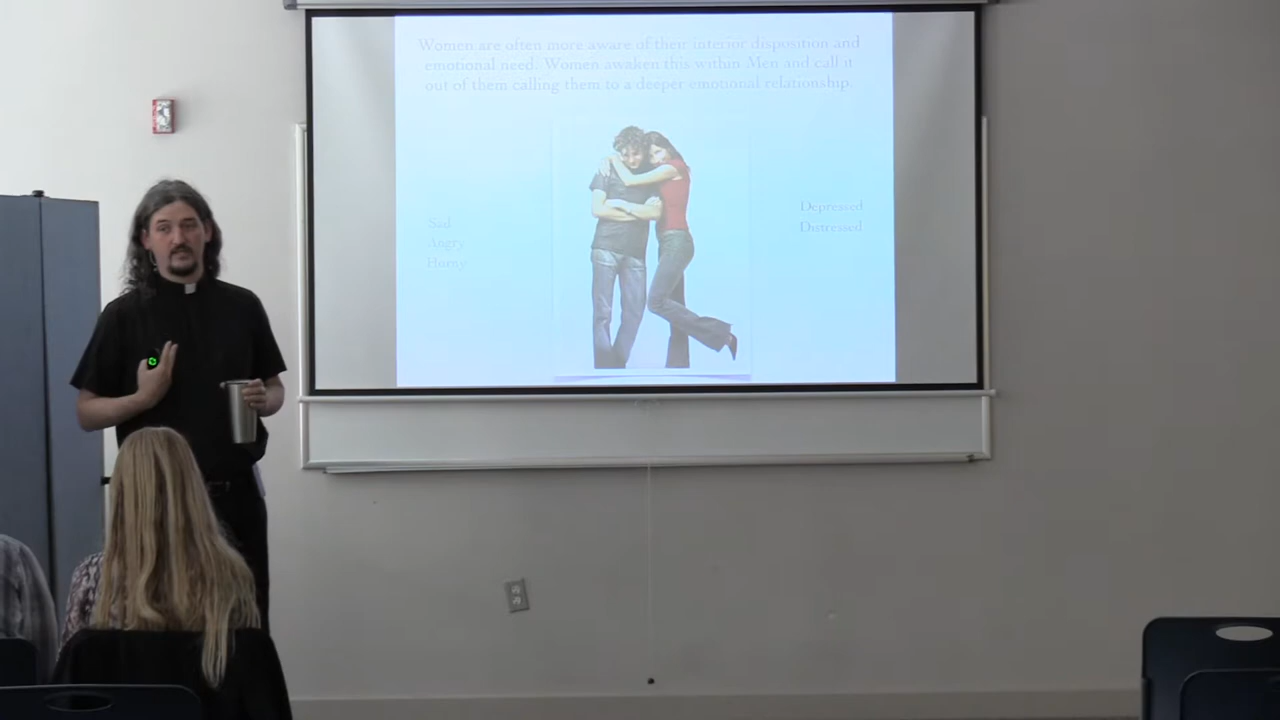 Women are often more aware of their interior disposition and
emotional need. Women awaken this within Men and call it
out of them calling them to a deeper emotional relationship.
Sad
Angry
Horny
Depressed
Distressed